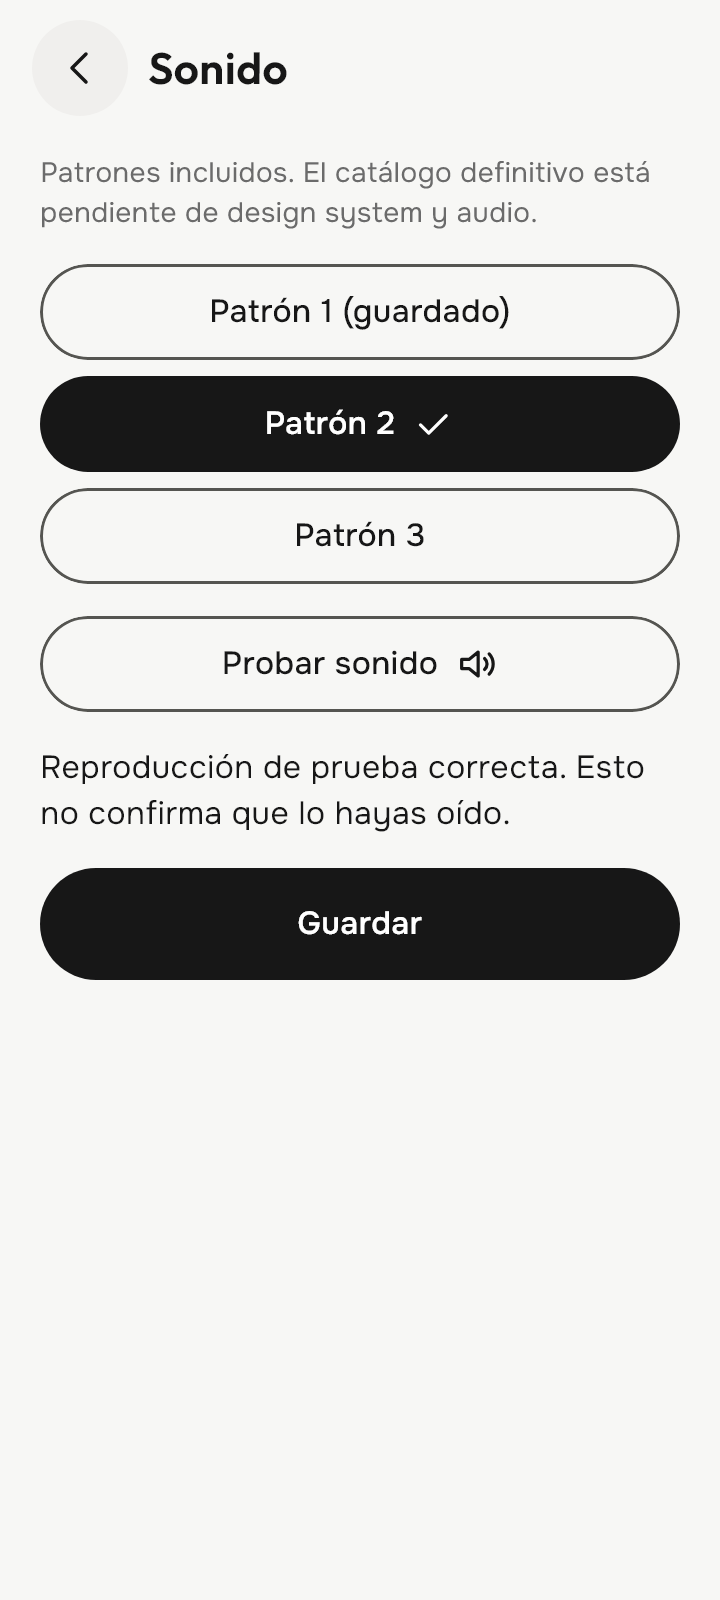 Sonido
Patrones incluidos. El catálogo definitivo está
pendiente de design system y audio.
Patrón 1 (guardado)
Patrón 2
Patrón 3
Probar sonido
Reproducción de prueba correcta. Esto
no confirma que lo hayas oído.
Guardar